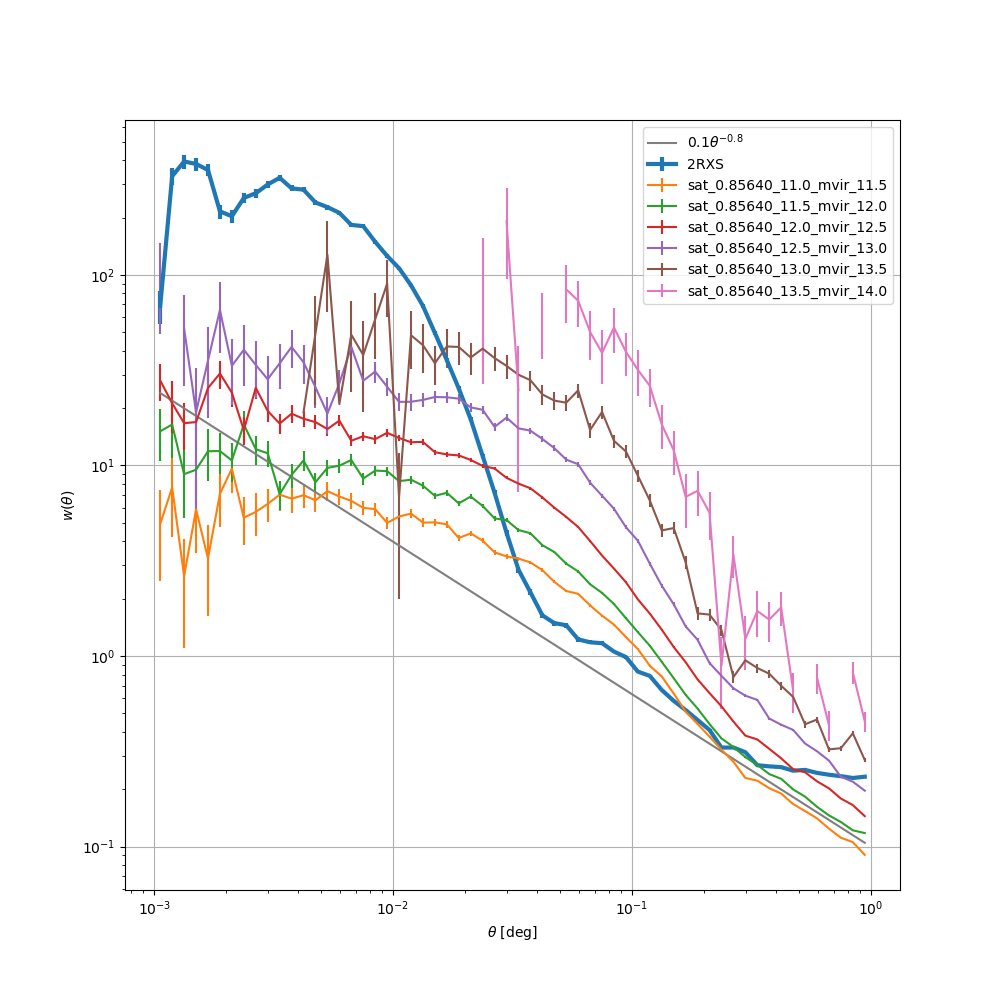 0.1θ^{-0.8}
2RXS
sat_0.85640_11.0_mvir_11.5
sat_0.85640_11.5_mvir_12.0
sat_0.85640_12.0_mvir_12.5
sat_0.85640_12.5_mvir_13.0
sat_0.85640_13.0_mvir_13.5
sat_0.85640_13.5_mvir_14.0
10^{2}
10^{1}
10^{0}
10^{-1}
w(θ)
10^{-3} 10^{-2} 10^{-1} 10^{0}
θ [deg]